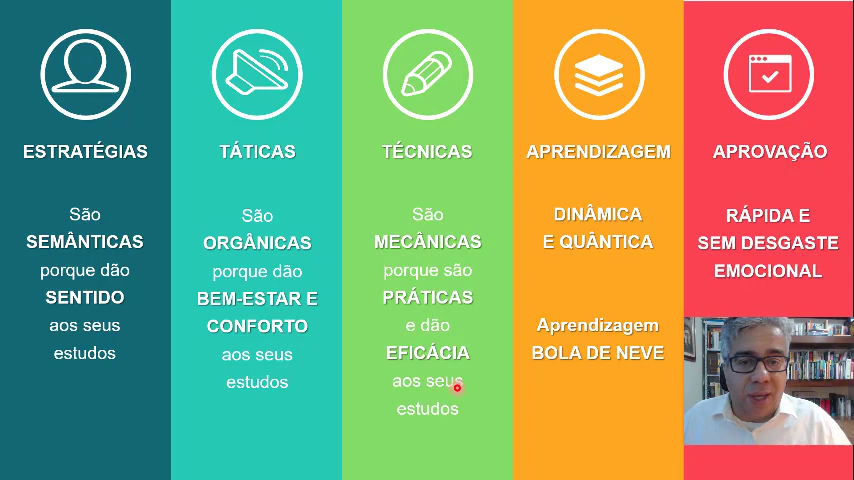 ESTRATÉGIAS
São
SEMÂNTICAS
porque dão
SENTIDO
aos seus
estudos
TÁTICAS
São
ORGÂNICAS
porque dão
BEM-ESTAR E
CONFORTO
aos seus
estudos
TÉCNICAS
São
MECÂNICAS
porque são
PRÁTICAS
e dão
EFICÁCIA
aos seus
estudos
APRENDIZAGEM
DINÂMICA
E QUÂNTICA
Aprendizagem
BOLA DE NEVE
APROVAÇÃO
RÁPIDA E
SEM DESGASTE
EMOCIONAL